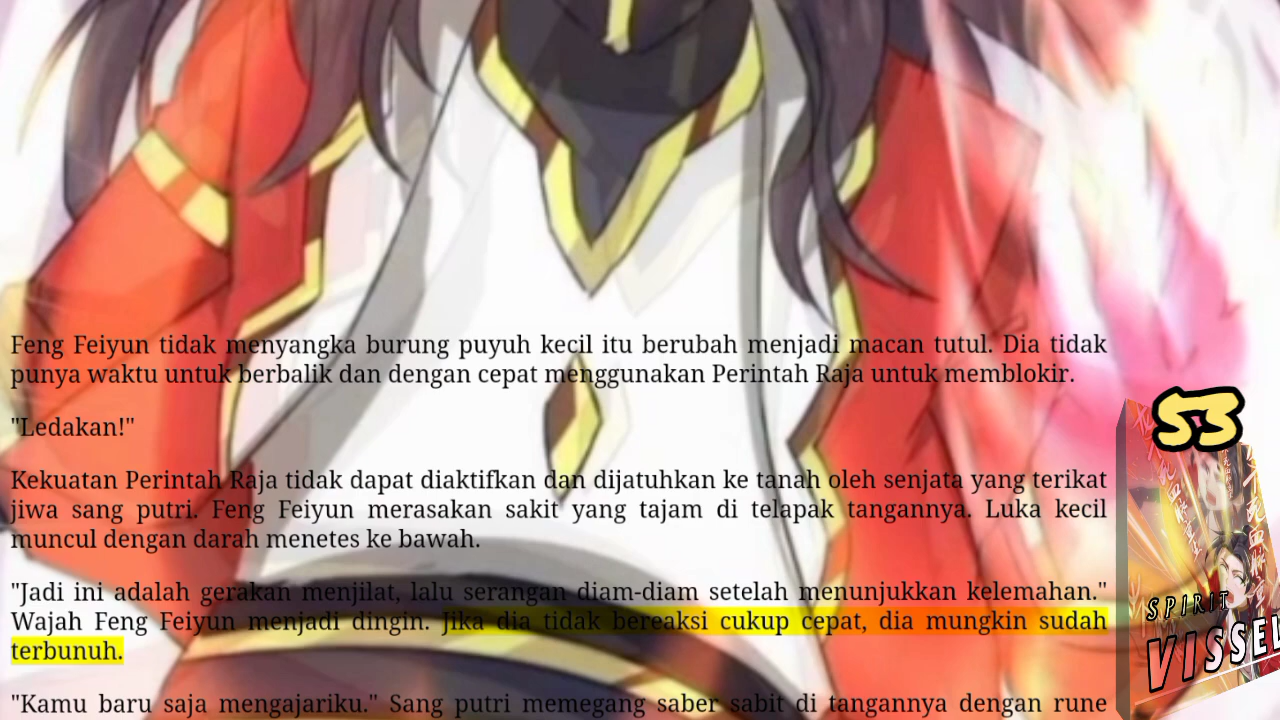 Feng Feiyun tidak menyangka burung puyuh kecil itu berubah menjadi macan tutul. Dia tidak
punya waktu untuk berbalik dan dengan cepat menggunakan Perintah Raja untuk memblokir.
"Ledakan!"
Kekuatan Perintah Raja tidak dapat diaktifkan dan dijatuhkan ke tanah oleh senjata yang terikat
jiwa sang putri. Feng Feiyun merasakan sakit yang tajam di telapak tangannya. Luka kecil
muncul dengan darah menetes ke bawah.
"Jadi ini adalah gerakan menjilat, lalu serangan diam-diam setelah menunjukkan kelemahan."
Wajah Feng Feiyun menjadi dingin. Jika dia tidak bereaksi cukup cepat, dia mungkin sudah
terbunuh.
"Kamu baru saja mengajariku." Sang putri memegang saber sabit di tangannya dengan rune
53
SPIRIT
VISSEL